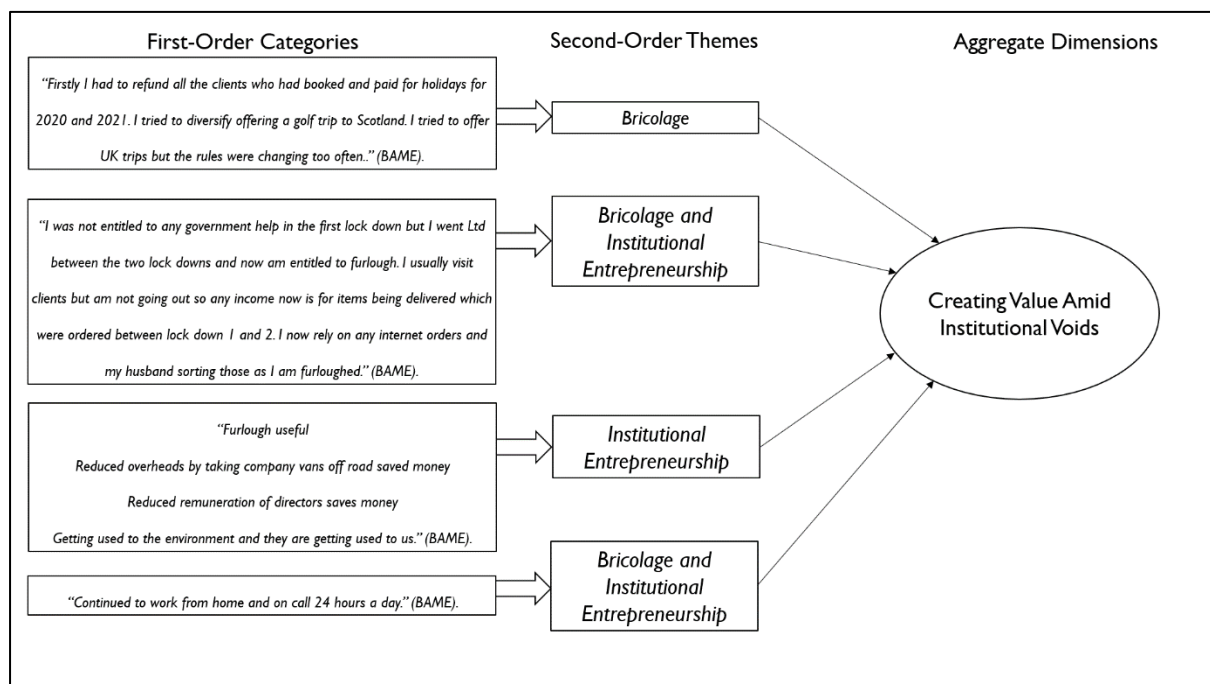 First-Order Categories
Second-Order Themes
Aggregate Dimensions
“Firstly I had to refund all the clients who had booked and paid for holidays for
2020 and 2021. I tried to diversify offering a golf trip to Scotland. I tried to offer
UK trips but the rules were changing too often..” (BAME).
Bricolage
“I was not entitled to any government help in the first lock down but I went Ltd
between the two lock downs and now am entitled to furlough. I usually visit
clients but am not going out so any income now is for items being delivered which
were ordered between lock down 1 and 2. I now rely on any internet orders and
my husband sorting those as I am furloughed.” (BAME).
Bricolage and
Institutional
Entrepreneurship
Creating Value Amid
Institutional Voids
“Furlough useful
Reduced overheads by taking company vans off road saved money
Reduced remuneration of directors saves money
Getting used to the environment and they are getting used to us.” (BAME).
Institutional
Entrepreneurship
“Continued to work from home and on call 24 hours a day.” (BAME).
Bricolage and
Institutional
Entrepreneurship